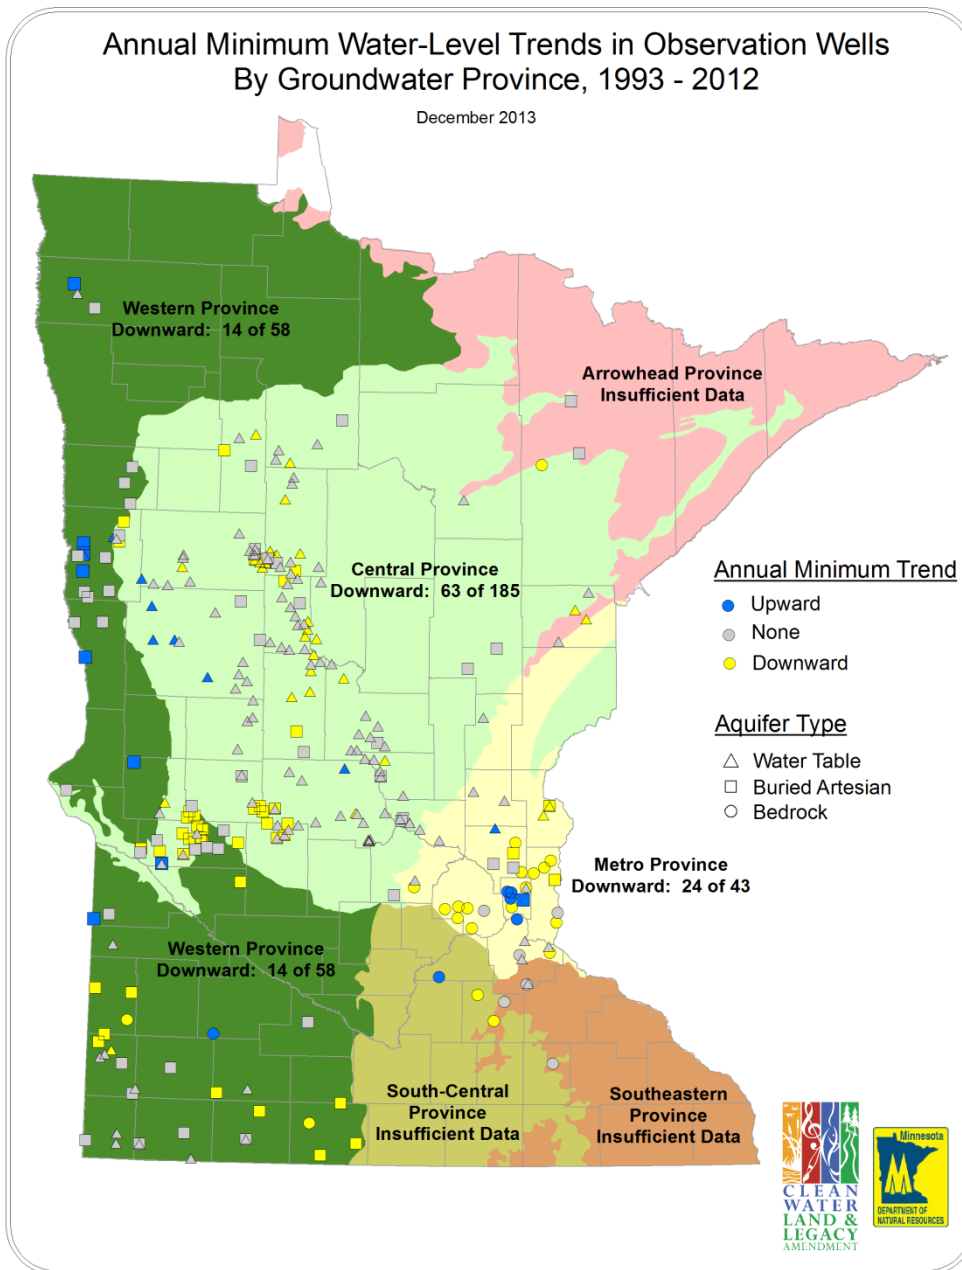 Annual Minimum Water-Level Trends in Observation Wells
By Groundwater Province, 1993 - 2012
December 2013
Western Province
Downward: 14 of 58
Arrowhead Province
Insufficient Data
Central Province
Downward: 63 of 185
Annual Minimum Trend
Upward
None
Downward
Aquifer Type
Water Table
Buried Artesian
Bedrock
Metro Province
Downward: 24 of 43
Western Province
Downward: 14 of 58
South-Central
Province
Insufficient Data
Southeastern
Province
Insufficient Data
CLEAN
WATER
LAND &
LEGACY
AMENDMENT
Minnesota
DEPARTMENT OF
NATURAL RESOURCES